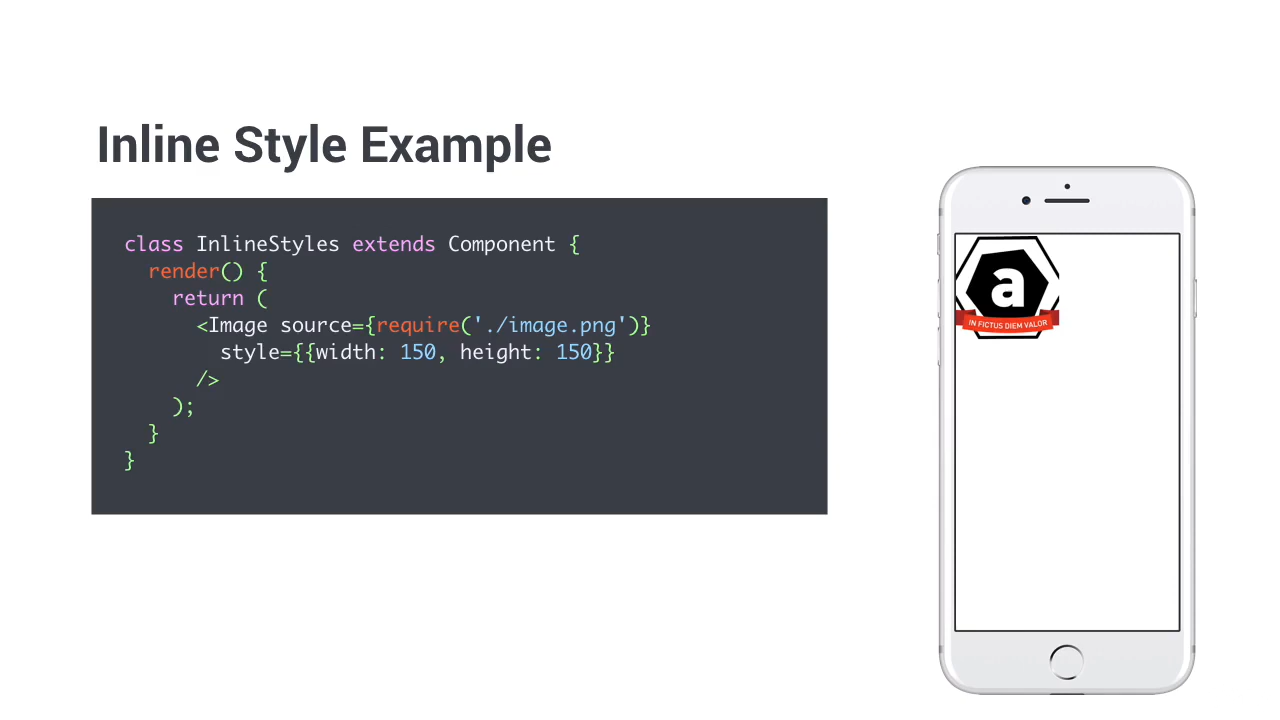 Inline Style Example
class InlineStyles extends Component {
  render() {
    return (
      <Image source={require('./image.png')}
        style={{width: 150, height: 150}}
      />
    );
  }
}
a
IN FICTUS DIEM VALOR